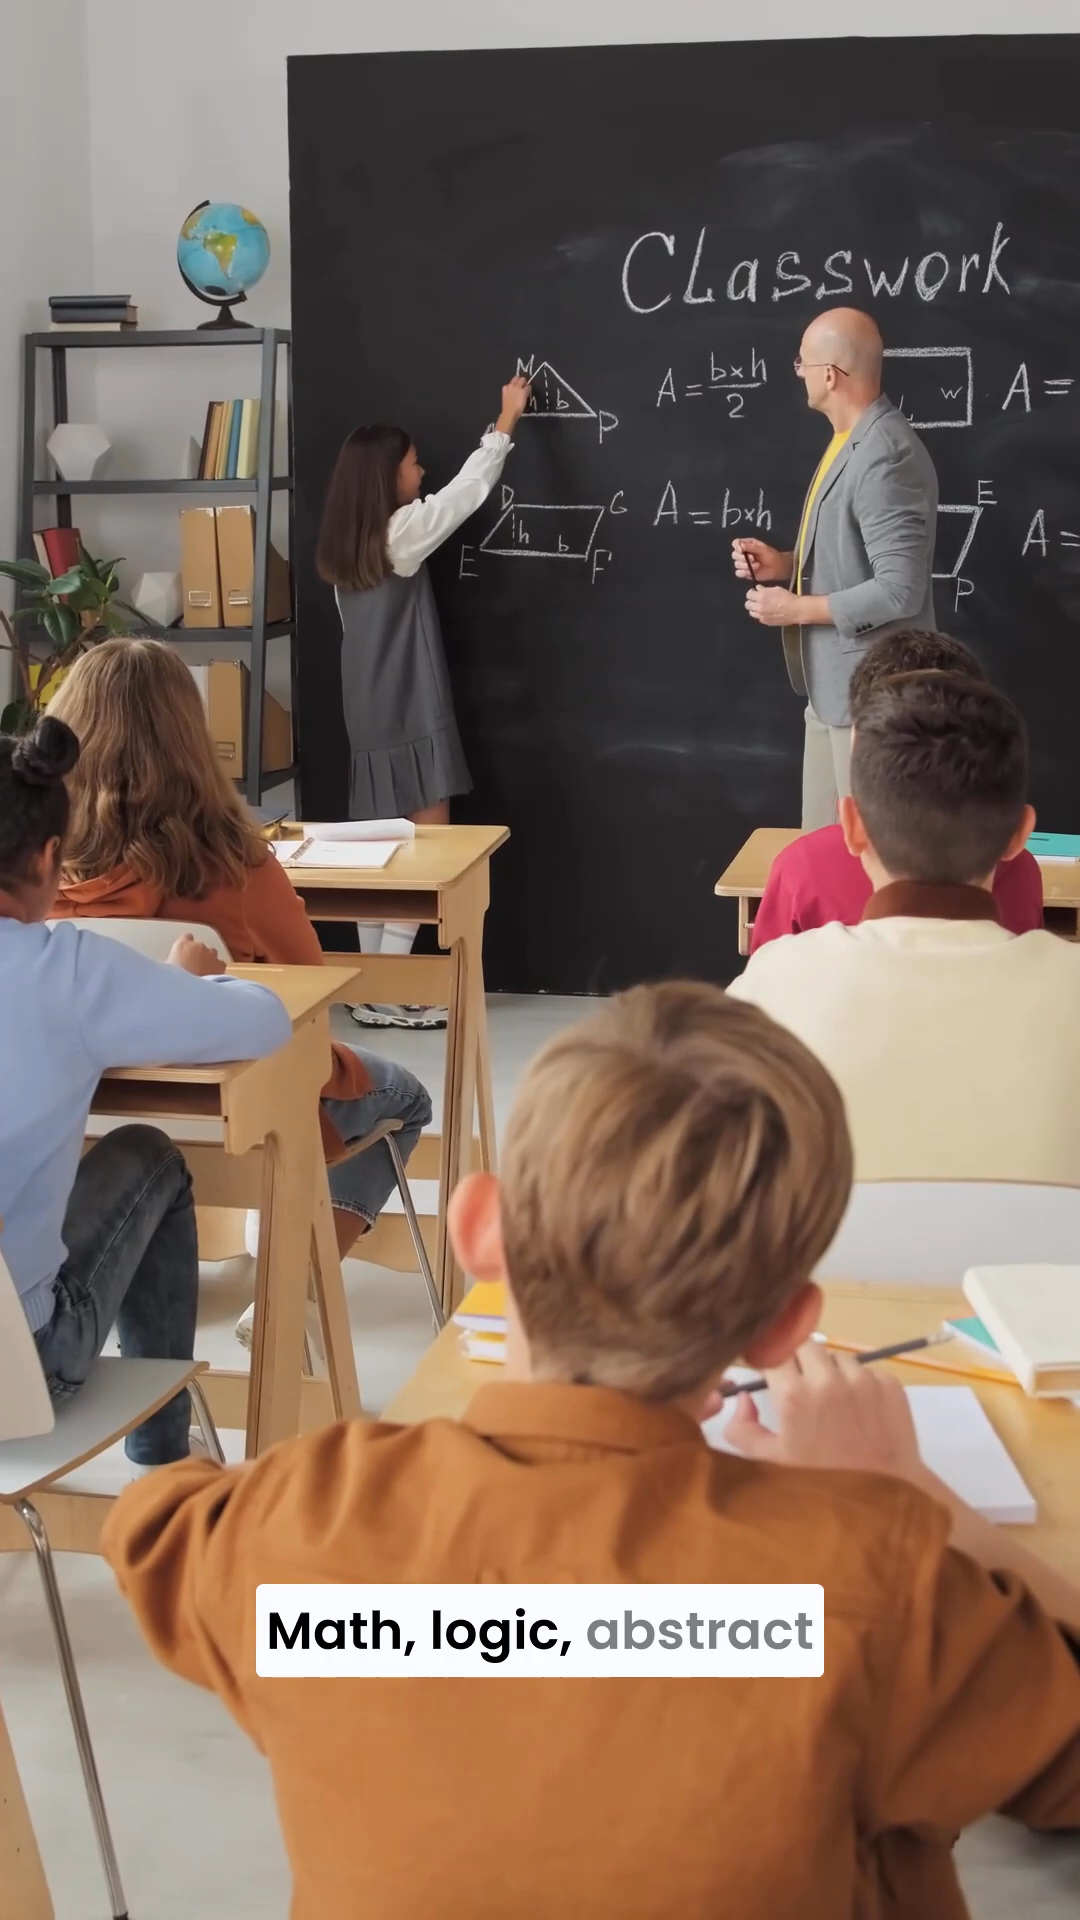 Classwork
M
h b
P
A = b×h/2
L
w
A =
D
G
h
b
E
F
A = b×h
E
P
A =
Math, logic, abstract